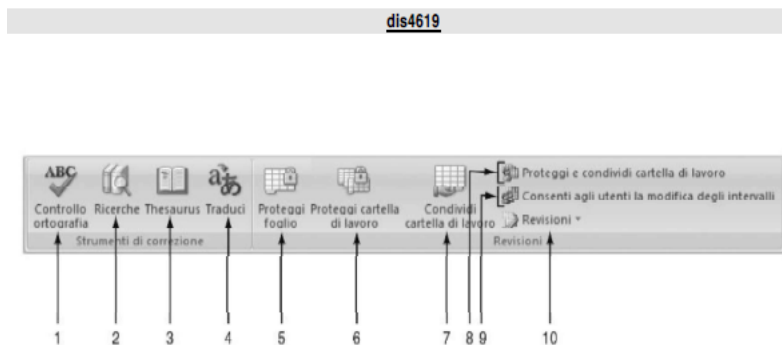 dis4619
ABC
Controllo ortografia
Ricerche
Thesaurus
aあ
Traduci
Proteggi foglio
Proteggi cartella di lavoro
Condividi cartella di lavoro
Proteggi e condividi cartella di lavoro
Consenti agli utenti la modifica degli intervalli
Revisioni
Strumenti di correzione
Revisioni
1 2 3 4 5 6 7 8 9 10